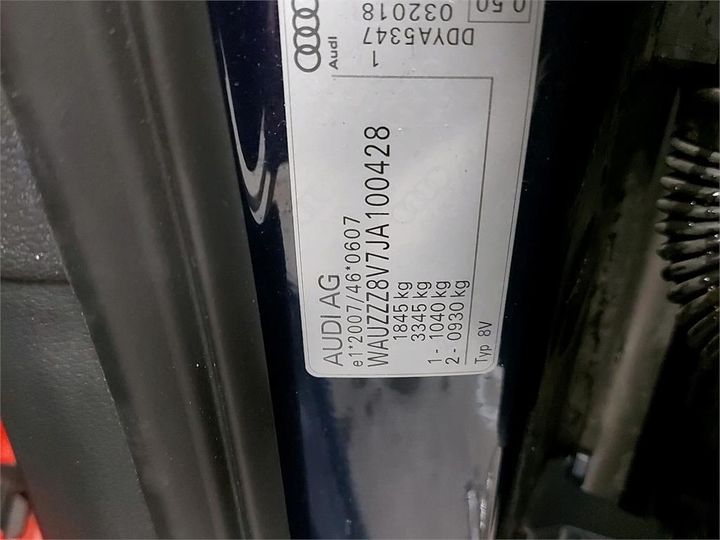 AUDI AG
e1*2007/46*0607
WAUZZZ8V7JA100428
1845 kg
3345 kg
1- 1040 kg
2- 0930 kg
Typ 8V
Audi
1
DDYA5347
032018
0.50